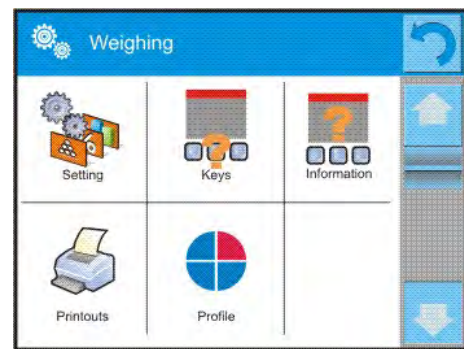 Weighing
Setting
Keys
Information
Printouts
Profile